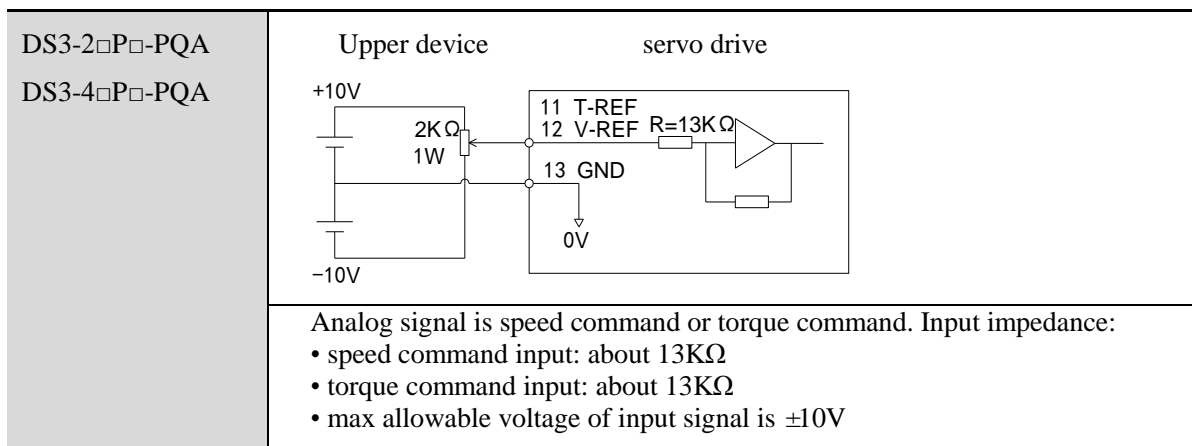 DS3-2□P□-PQA
DS3-4□P□-PQA
Upper device servo drive
+10V
11 T-REF
2KΩ 12 V-REF R=13KΩ
1W
13 GND
0V
−10V
Analog signal is speed command or torque command. Input impedance:
• speed command input: about 13KΩ
• torque command input: about 13KΩ
• max allowable voltage of input signal is ±10V